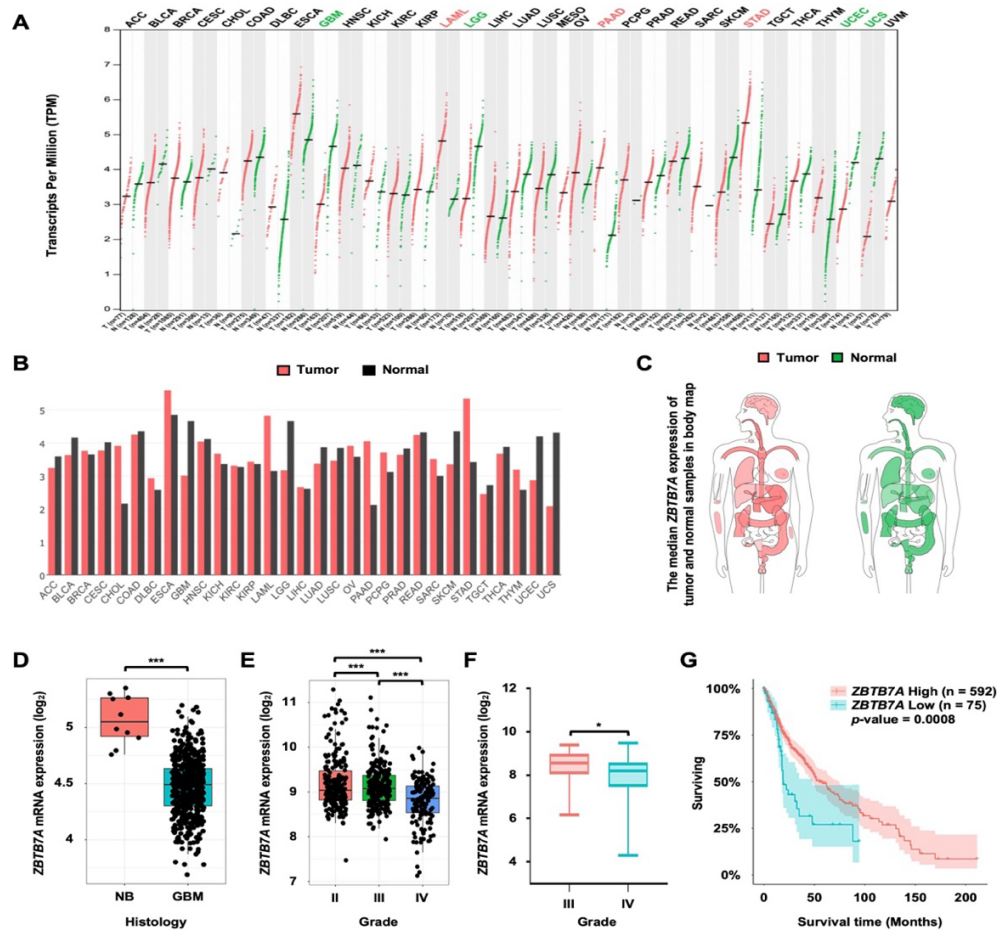 A
ACC BLCA BRCA CESC CHOL COAD DLBC ESCA GBM HNSC KICH KIRC KIRP LAML LGG LIHC LUAD LUSC MESO OV PAAD PCPG PRAD READ SARC SKCM STAD TGCT THCA THYM UCEC UCS UVM
Transcripts Per Million (TPM)
8
7
6
5
4
3
2
1
0
B
Tumor Normal
5
4
3
2
1
0
ACC BLCA BRCA CESC CHOL COAD DLBC ESCA GBM HNSC KICH KIRC KIRP LAML LGG LIHC LUAD LUSC OV PAAD PCPG PRAD READ SARC SKCM STAD TGCT THCA THYM UCEC UCS
C
Tumor Normal
The median ZBTB7A expression of
tumor and normal samples in body map
D
ZBTB7A mRNA expression (log2)
***
5
4.5
4
NB GBM
Histology
E
ZBTB7A mRNA expression (log2)
***
*** ***
11
10
9
8
7
II III IV
Grade
F
ZBTB7A mRNA expression (log2)
12
10
8
6
4
*
III IV
Grade
G
Surviving
100%
75%
50%
25%
0%
ZBTB7A High (n = 592)
ZBTB7A Low (n = 75)
p-value = 0.0008
0 50 100 150 200
Survival time (Months)